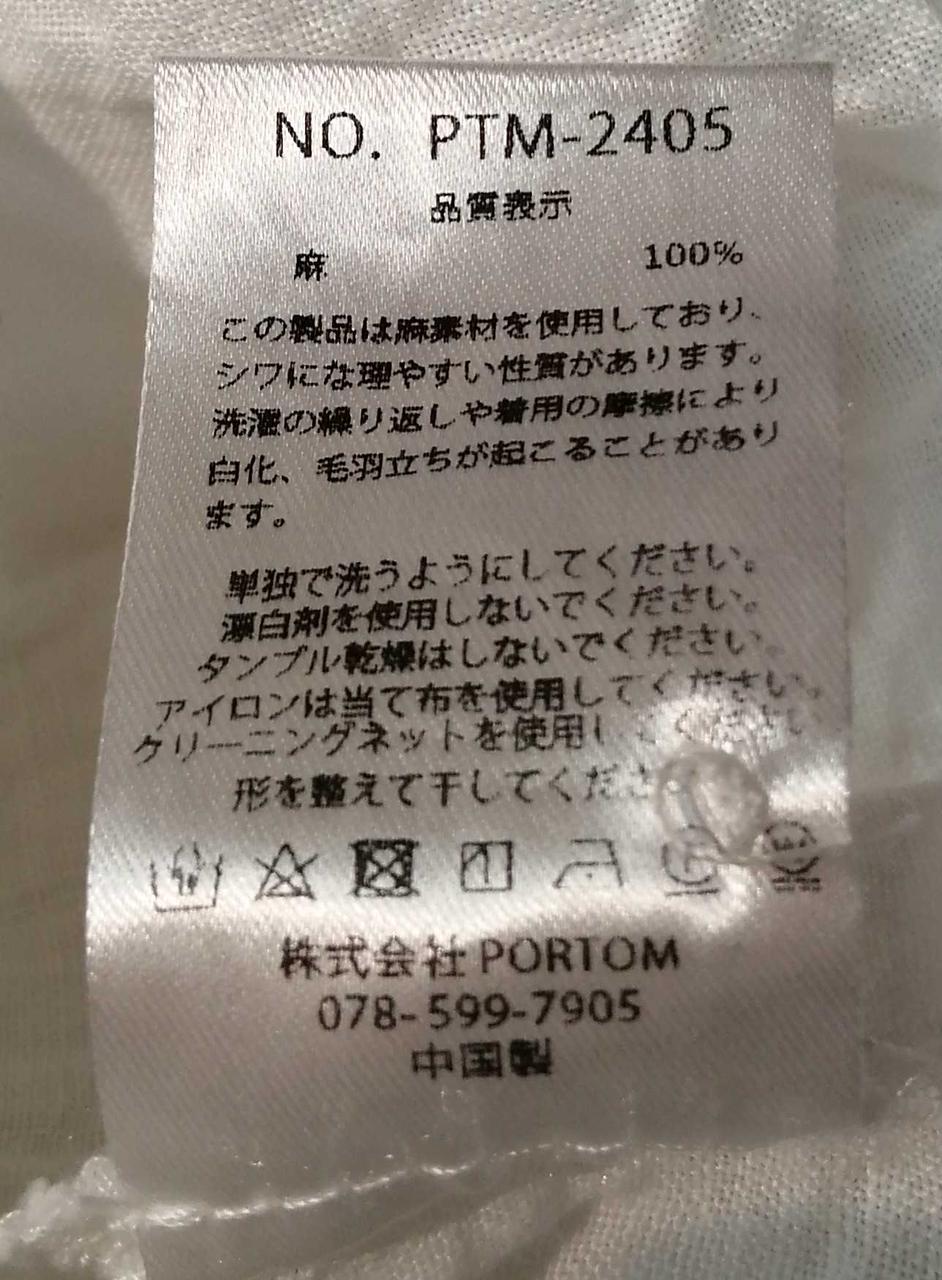 NO. PTM-2405
品質表示
麻 100%
この製品は麻素材を使用しており、
シワにな理やすい性質があります。
洗濯の繰り返しや着用の摩擦により
白化、毛羽立ちが起こることがあり
ます。
単独で洗うようにしてください。
漂白剤を使用しないでください。
タンブル乾燥はしないでください。
アイロンは当て布を使用してください。
クリーニングネットを使用してください
形を整えて干してくださ
株式会社 PORTOM
078-599-7905
中国製